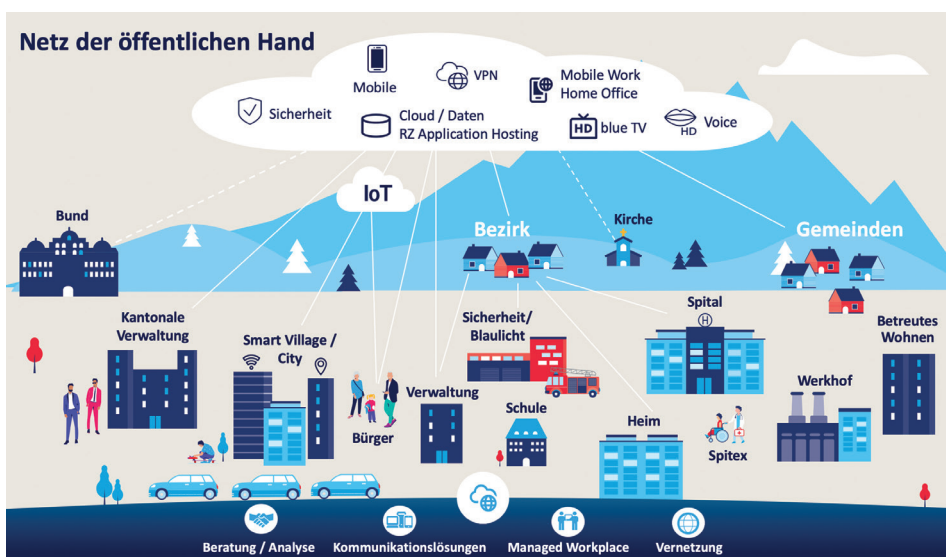 Netz der öffentlichen Hand
Mobile
VPN
Mobile Work
Home Office
Sicherheit
Cloud / Daten
RZ Application Hosting
HD
blue TV
HD
Voice
IoT
Bund
Bezirk
Kirche
Gemeinden
Kantonale
Verwaltung
Smart Village /
City
Sicherheit/
Blaulicht
Spital
H
Betreutes
Wohnen
Bürger
Verwaltung
Schule
Heim
Spitex
Werkhof
Beratung / Analyse
Kommunikationslösungen
Managed Workplace
Vernetzung